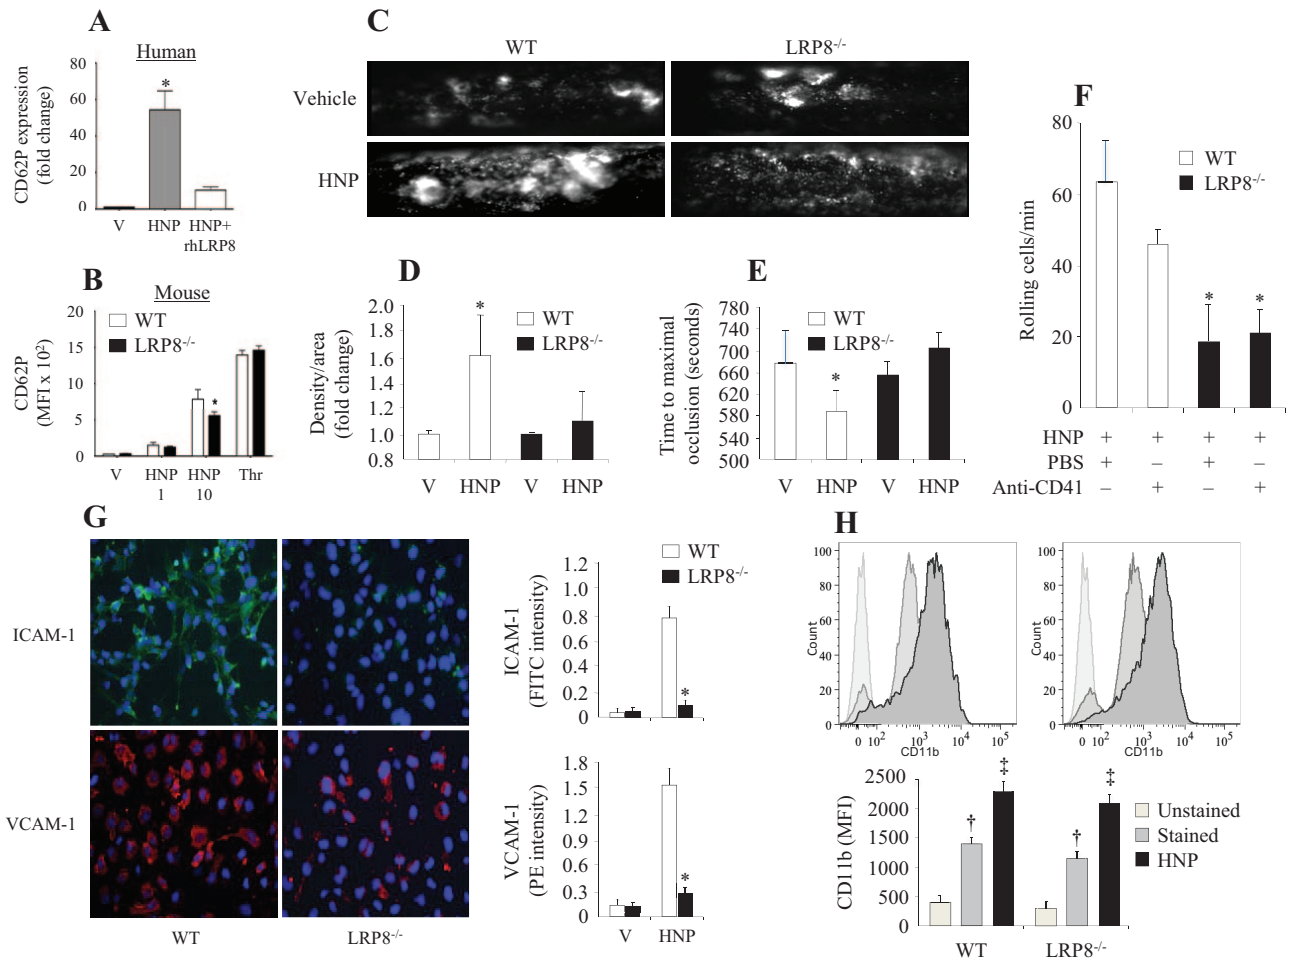 A
Human
CD62P expression
(fold change)
80
60
40
20
0
*
V
HNP
HNP+
rhLRP8
B
Mouse
WT
LRP8-/-
CD62P
(MFI x 10²)
20
15
10
5
0
*
V
HNP
1
HNP
10
Thr
C
WT
LRP8-/-
Vehicle
HNP
D
Density/area
(fold change)
2.0
1.8
1.6
1.4
1.2
1.0
0.8
*
WT
LRP8-/-
V
HNP
V
HNP
E
Time to maximal
occlusion (seconds)
780
740
700
660
620
580
540
500
*
WT
LRP8-/-
V
HNP
V
HNP
F
Rolling cells/min
80
60
40
20
0
WT
LRP8-/-
*
*
HNP + + + +
PBS + – + –
Anti-CD41 – + – +
G
ICAM-1
VCAM-1
WT
LRP8-/-
WT
LRP8-/-
ICAM-1
(FITC intensity)
1.2
1.0
0.8
0.6
0.4
0.2
0
*
VCAM-1
(PE intensity)
1.8
1.5
1.2
0.9
0.6
0.3
0
*
V
HNP
H
Count
100
80
60
40
20
0
0 10² 10³ 10⁴ 10⁵
CD11b
Count
100
80
60
40
20
0
0 10² 10³ 10⁴ 10⁵
CD11b
CD11b (MFI)
2500
2000
1500
1000
500
0
†
‡
†
‡
Unstained
Stained
HNP
WT
LRP8-/-